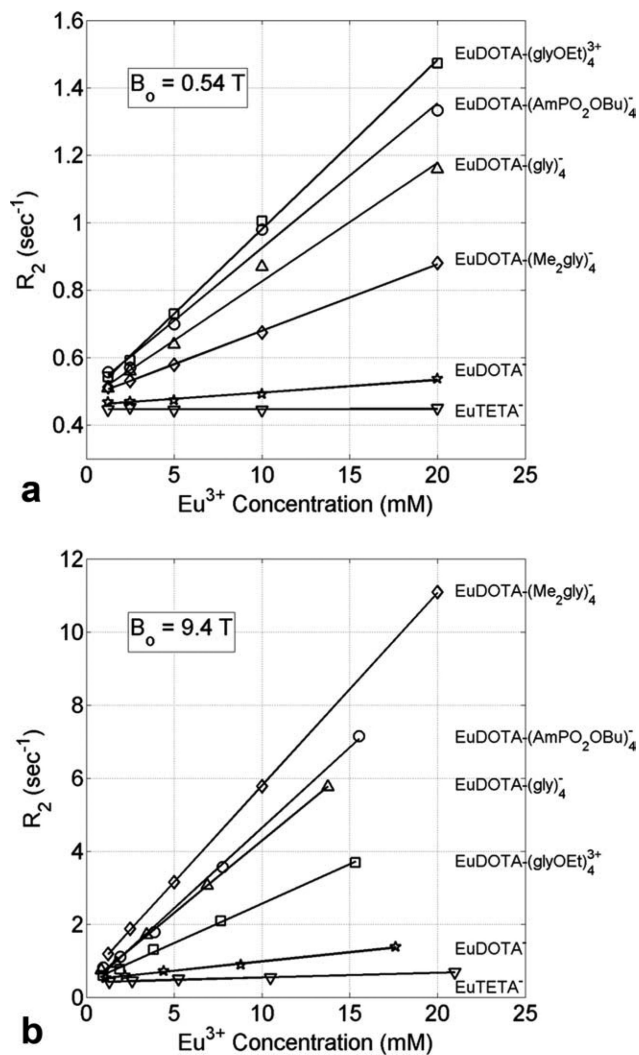 EuDOTA-(glyOEt)₄³⁺
EuDOTA-(AmPO₂OBu)₄⁻
EuDOTA-(gly)₄⁻
EuDOTA-(Me₂gly)₄⁻
EuDOTA⁻
EuTETA⁻
B₀ = 0.54 T
1.6
1.4
1.2
1
0.8
0.6
0.4
R₂ (sec⁻¹)
0 5 10 15 20 25
Eu³⁺ Concentration (mM)
a
EuDOTA-(Me₂gly)₄⁻
EuDOTA-(AmPO₂OBu)₄⁻
EuDOTA-(gly)₄⁻
EuDOTA-(glyOEt)₄³⁺
EuDOTA⁻
EuTETA⁻
B₀ = 9.4 T
12
10
8
6
4
2
0
R₂ (sec⁻¹)
0 5 10 15 20 25
Eu³⁺ Concentration (mM)
b